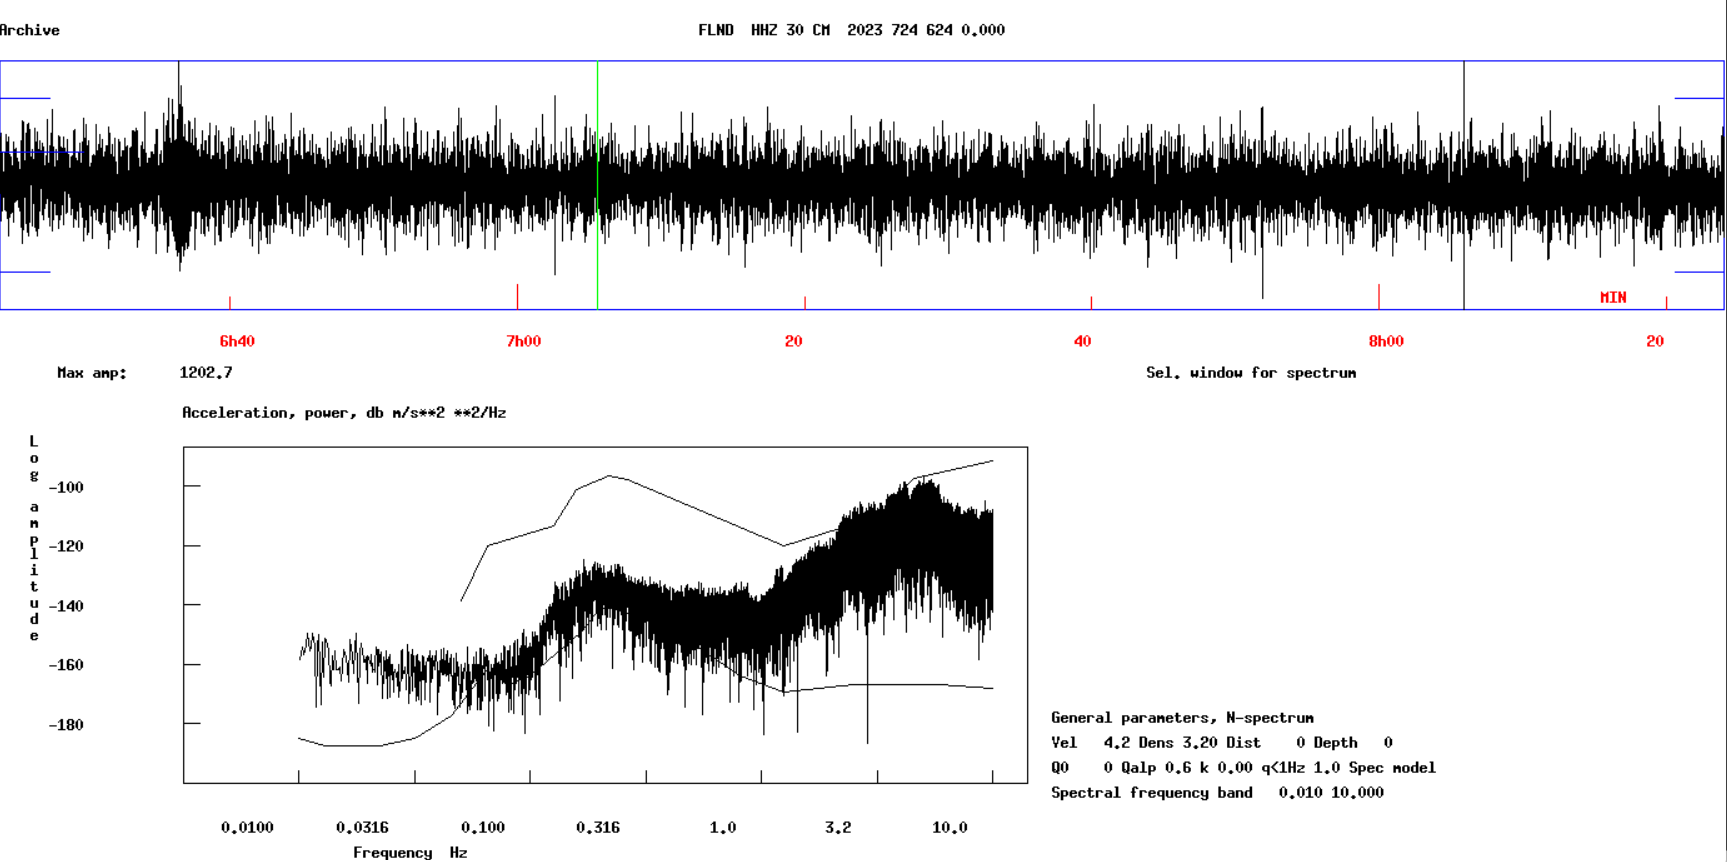 Archive
FLND HHZ 30 CM 2023 724 624 0.000
MIN
6h40 7h00 20 40 8h00 20
Max amp: 1202.7 Sel. window for spectrum
Acceleration, power, db m/s**2 **2/Hz
Log amplitude
-100
-120
-140
-160
-180
General parameters, N-spectrum
Vel 4.2 Dens 3.20 Dist 0 Depth 0
Q0 0 Qalp 0.6 k 0.00 q<1Hz 1.0 Spec model
Spectral frequency band 0.010 10.000
0.0100 0.0316 0.100 0.316 1.0 3.2 10.0
Frequency Hz